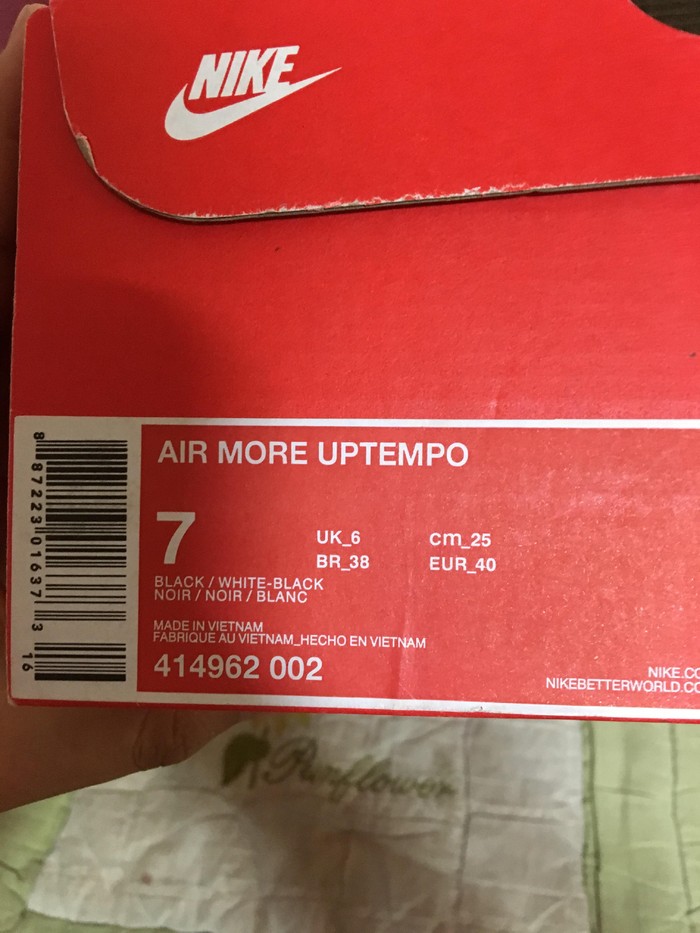 NIKE
AIR MORE UPTEMPO
7
UK_6 cm_25
BR_38 EUR_40
BLACK / WHITE-BLACK
NOIR / NOIR / BLANC
MADE IN VIETNAM
FABRIQUE AU VIETNAM_HECHO EN VIETNAM
414962 002
NIKE.CO
NIKEBETTERWORLD.CO
8 87223 01637 3
16